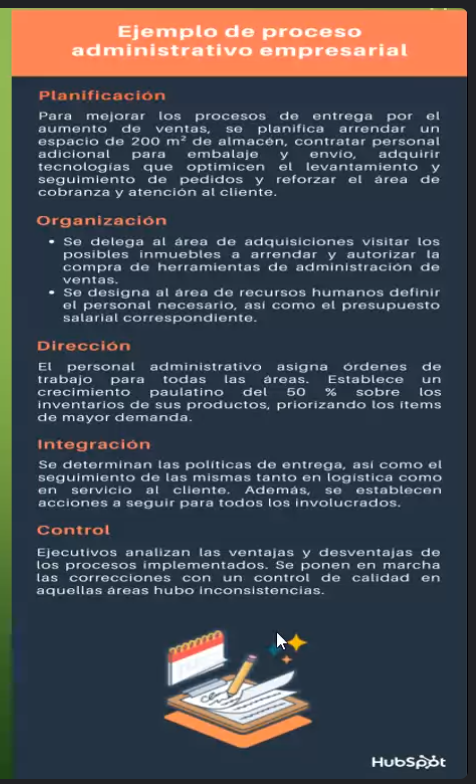 Ejemplo de proceso
administrativo empresarial
Planificación
Para mejorar los procesos de entrega por el
aumento de ventas, se planifica arrendar un
espacio de 200 m² de almacén, contratar personal
adicional para embalaje y envío, adquirir
tecnologías que optimicen el levantamiento y
seguimiento de pedidos y reforzar el área de
cobranza y atención al cliente.
Organización
• Se delega al área de adquisiciones visitar los
posibles inmuebles a arrendar y autorizar la
compra de herramientas de administración de
ventas.
• Se designa al área de recursos humanos definir
el personal necesario, así como el presupuesto
salarial correspondiente.
Dirección
El personal administrativo asigna órdenes de
trabajo para todas las áreas. Establece un
crecimiento paulatino del 50 % sobre los
inventarios de sus productos, priorizando los ítems
de mayor demanda.
Integración
Se determinan las políticas de entrega, así como el
seguimiento de las mismas tanto en logística como
en servicio al cliente. Además, se establecen
acciones a seguir para todos los involucrados.
Control
Ejecutivos analizan las ventajas y desventajas de
los procesos implementados. Se ponen en marcha
las correcciones con un control de calidad en
aquellas áreas hubo inconsistencias.
HubSpot